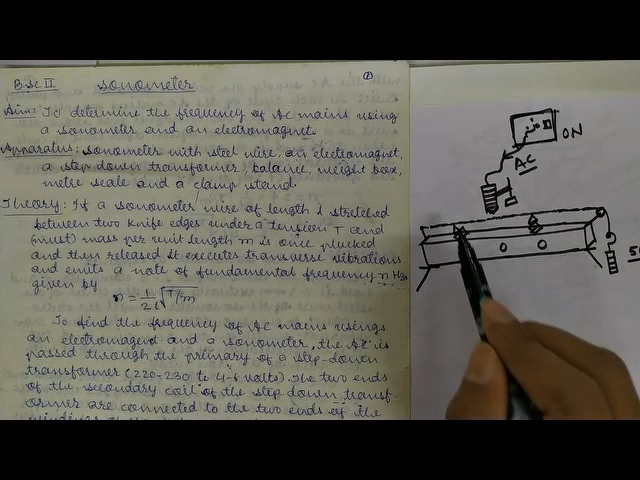 B.Sc II Sonometer ①
Aim: To determine the frequency of AC mains using
a sonometer and an electromagnet.
Apparatus: Sonometer with steel wire, an electromagnet,
a step down transformer, balance, weight box,
metre scale and a clamp stand.
Theory: If a sonometer wire of length l stretched
between two knife edges under a tension T and
(must) mass per unit length m is once plucked
and then released it executes transverse vibrations
and emits a note of fundamental frequency n Hz
given by
n = 1/2l √T/m
To find the frequency of AC mains usings
an electromagnet and a sonometer, the AC is
passed through the primary of a step-down
transformer (220-230 to 4-6 volts). The two ends
of the secondary coil of the step down transf-
ormer are connected to the two ends of the
ON
AC